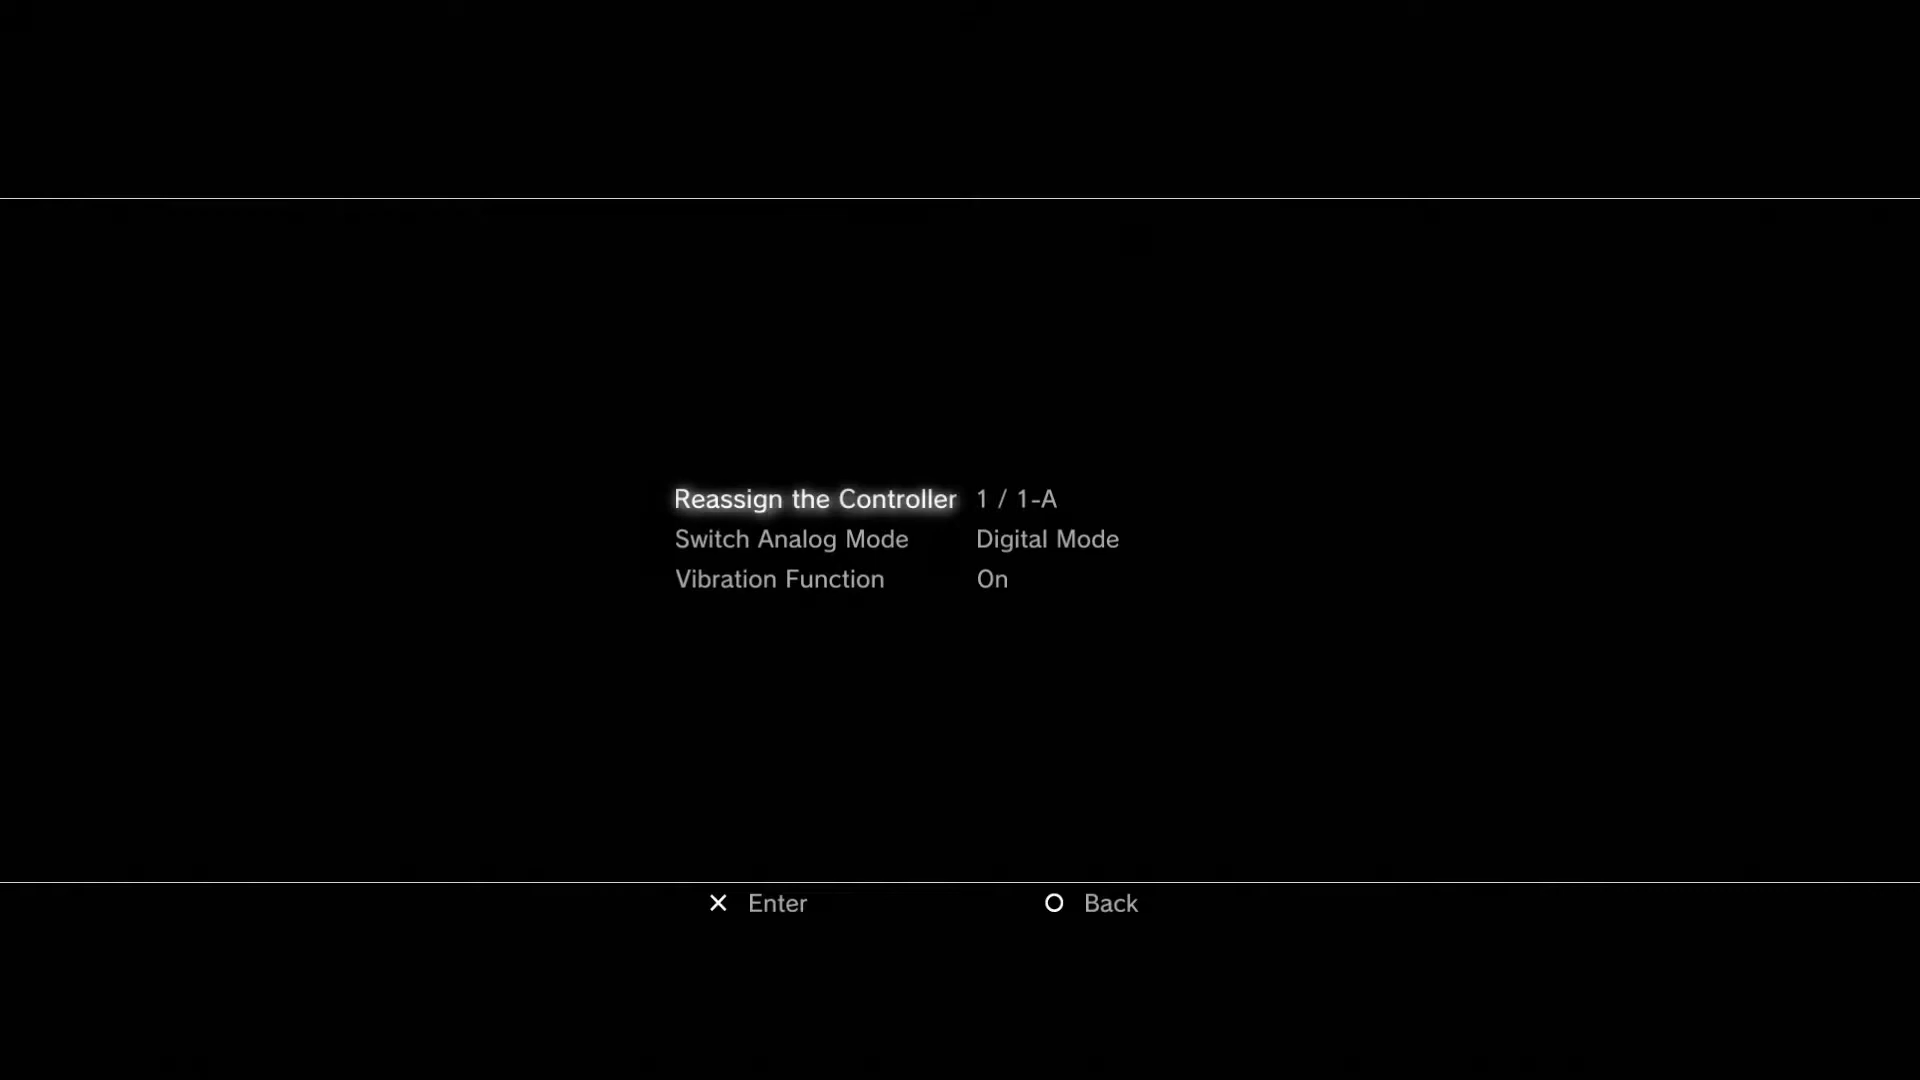 Reassign the Controller 1 / 1-A
Switch Analog Mode Digital Mode
Vibration Function On
✕ Enter ○ Back